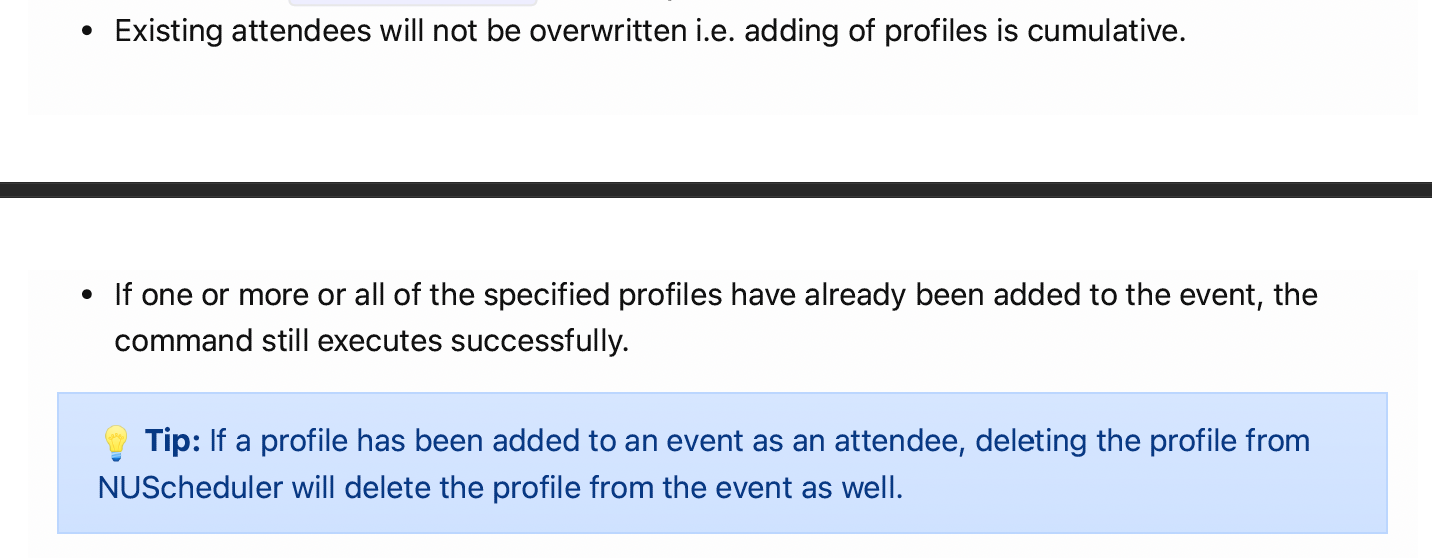 Existing attendees will not be overwritten i.e. adding of profiles is cumulative.
If one or more or all of the specified profiles have already been added to the event, the
command still executes successfully.
Tip: If a profile has been added to an event as an attendee, deleting the profile from
NUScheduler will delete the profile from the event as well.